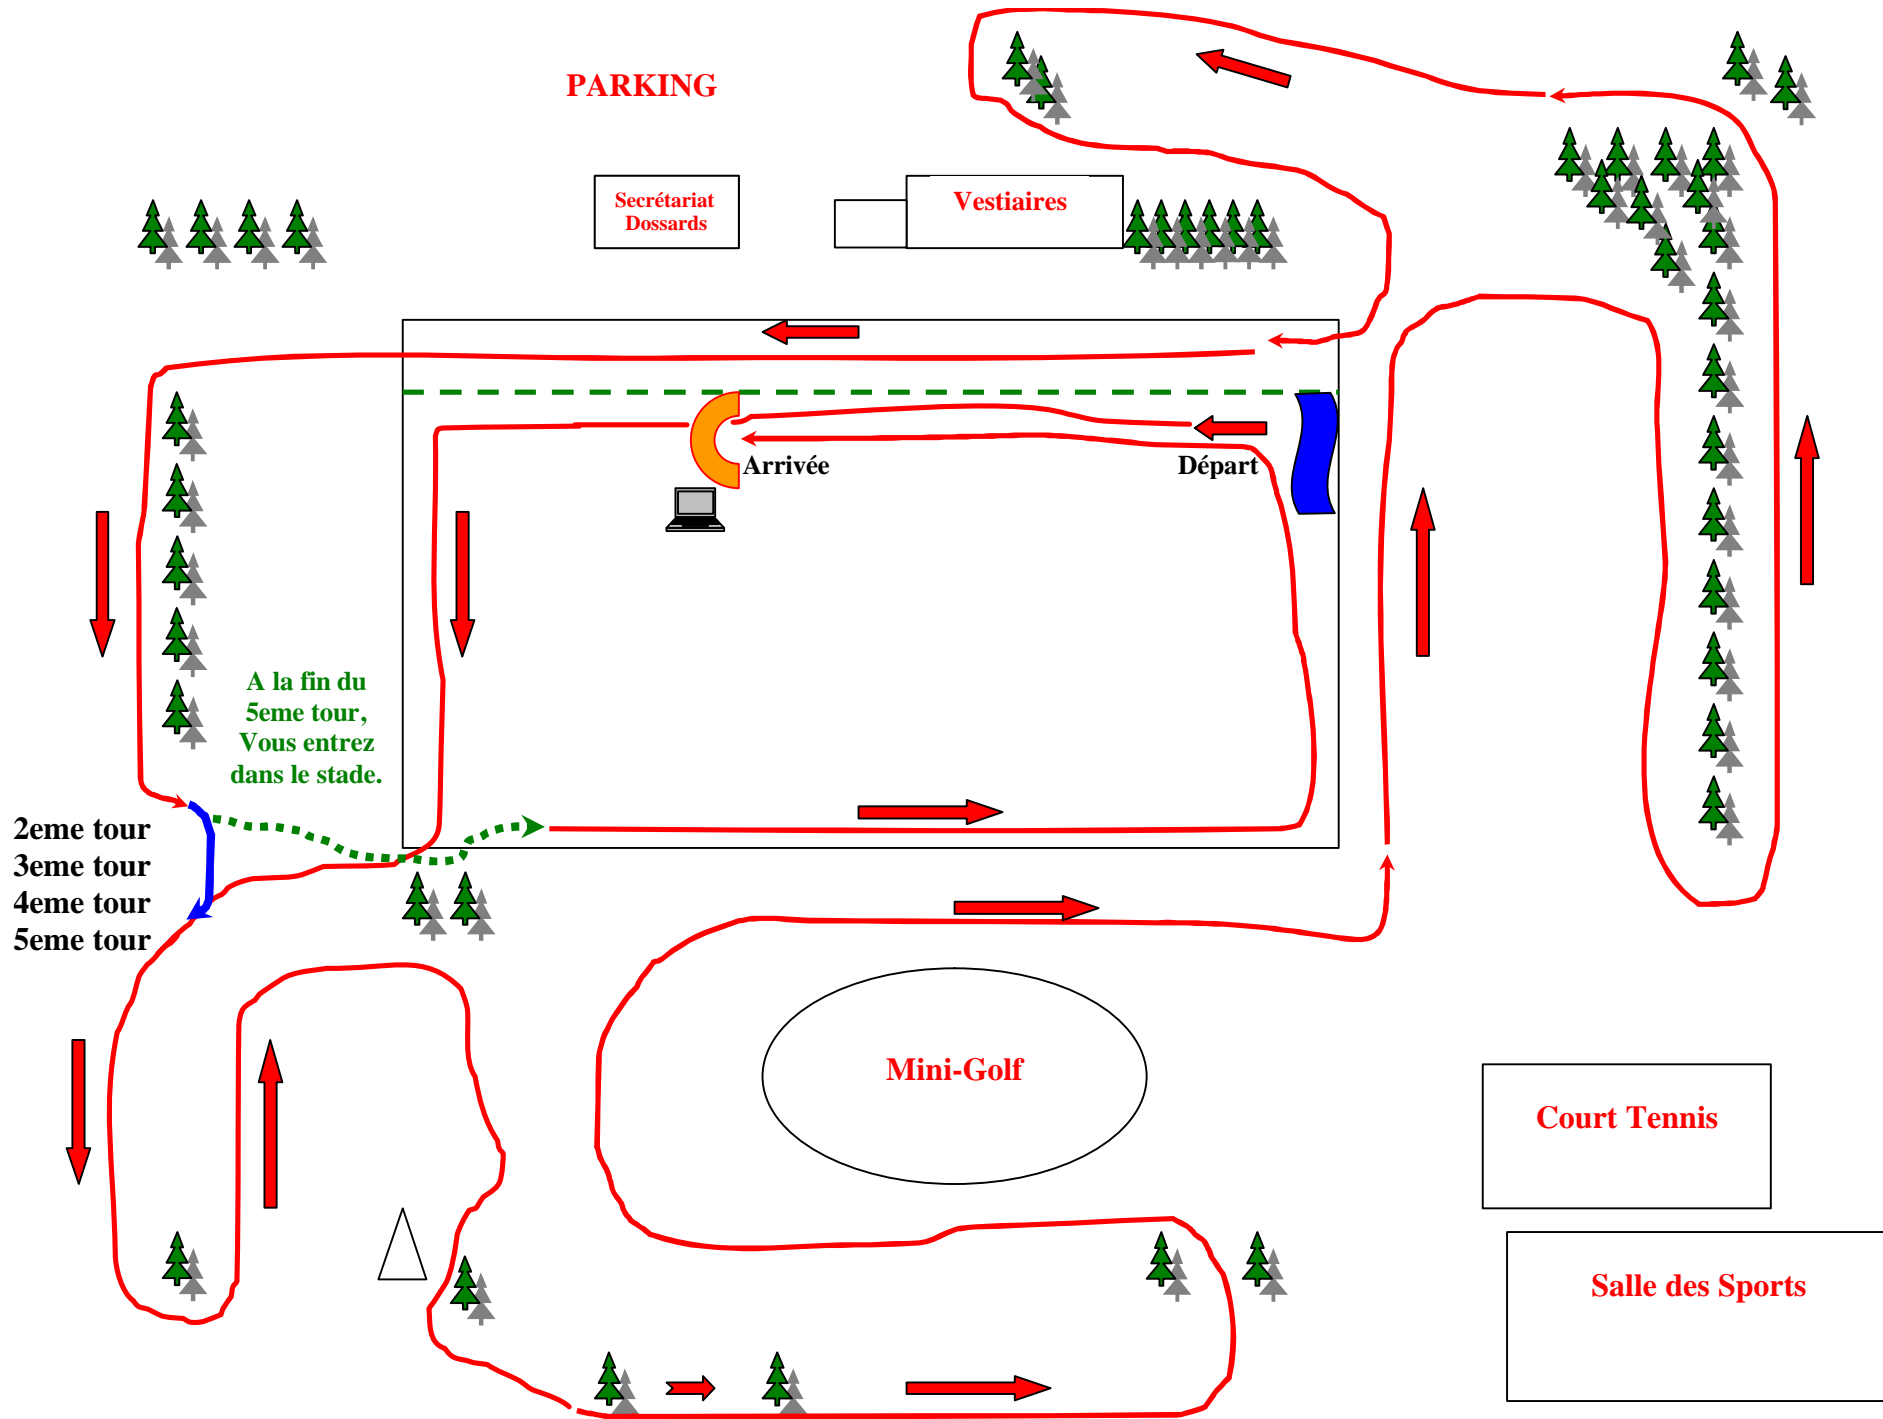 PARKING
Secrétariat
Dossards
Vestiaires
Arrivée
Départ
A la fin du
5eme tour,
Vous entrez
dans le stade.
2eme tour
3eme tour
4eme tour
5eme tour
Mini-Golf
Court Tennis
Salle des Sports